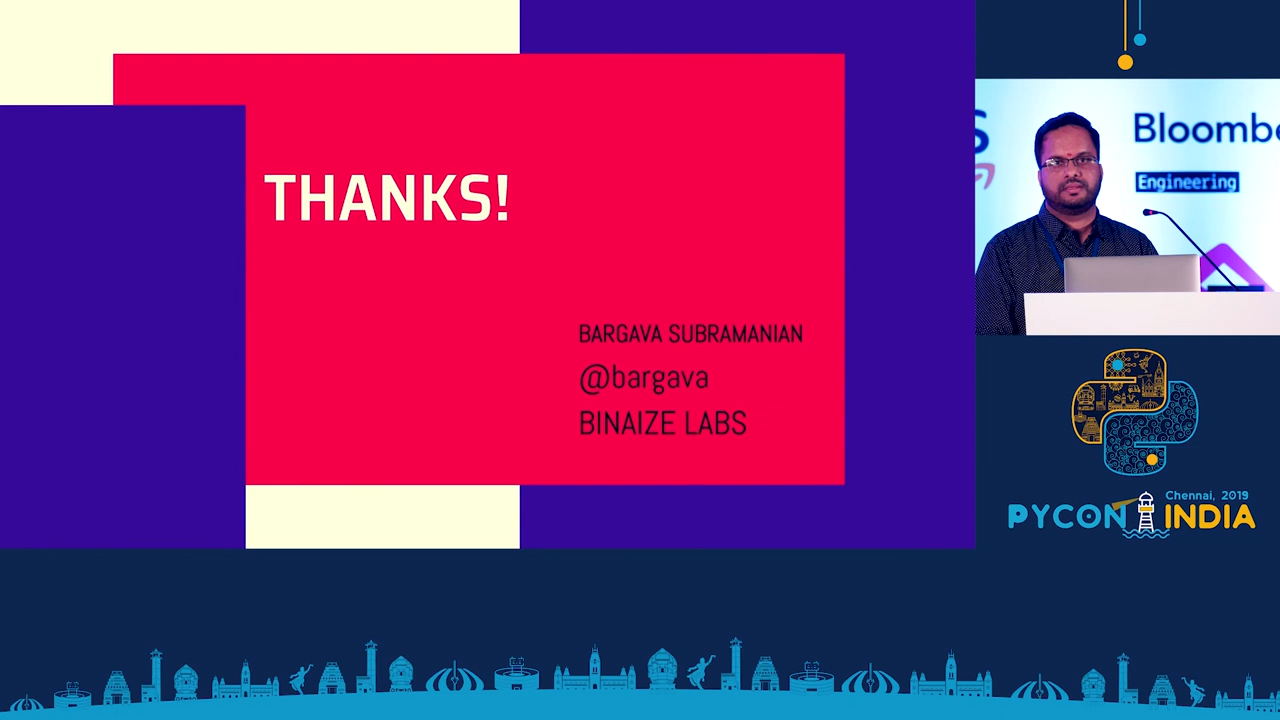 THANKS!
BARGAVA SUBRAMANIAN
@bargava
BINAIZE LABS
Bloombe
Engineering
Chennai, 2019
PYCON INDIA